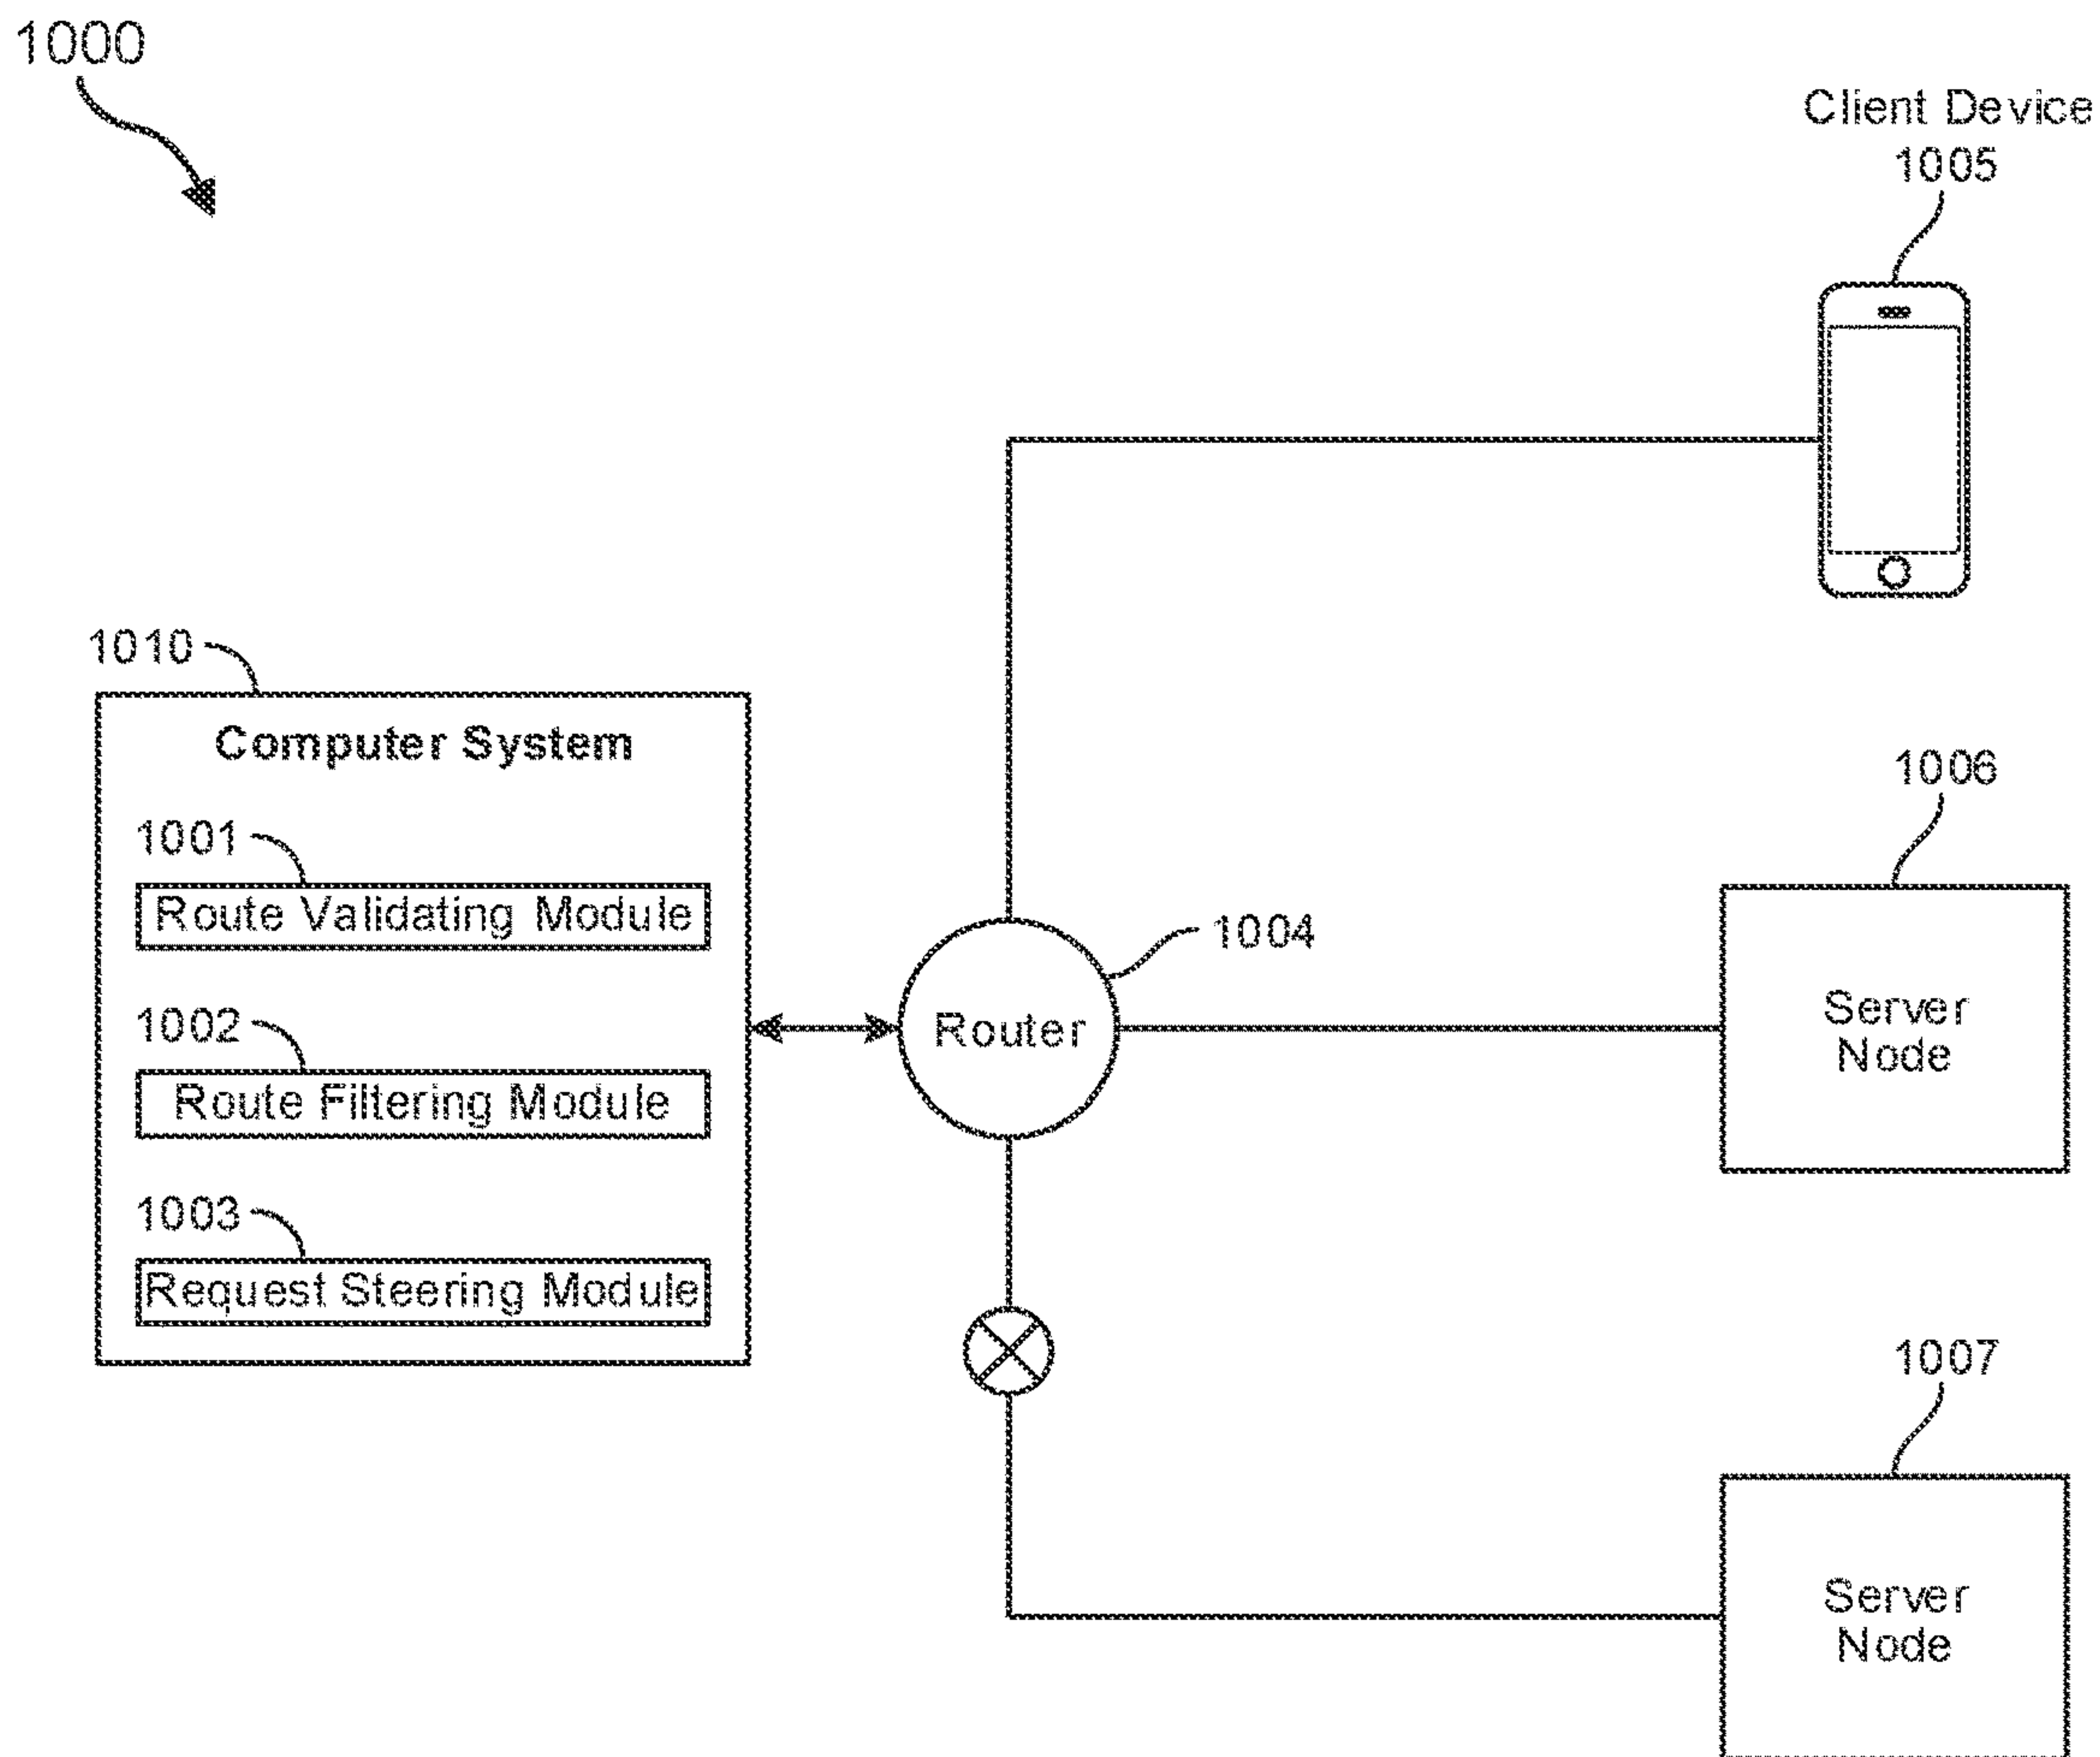 1000
Client Device
1005
1010
Computer System
1001
Route Validating Module
1002
Route Filtering Module
1003
Request Steering Module
Router
1004
1006
Server
Node
1007
Server
Node